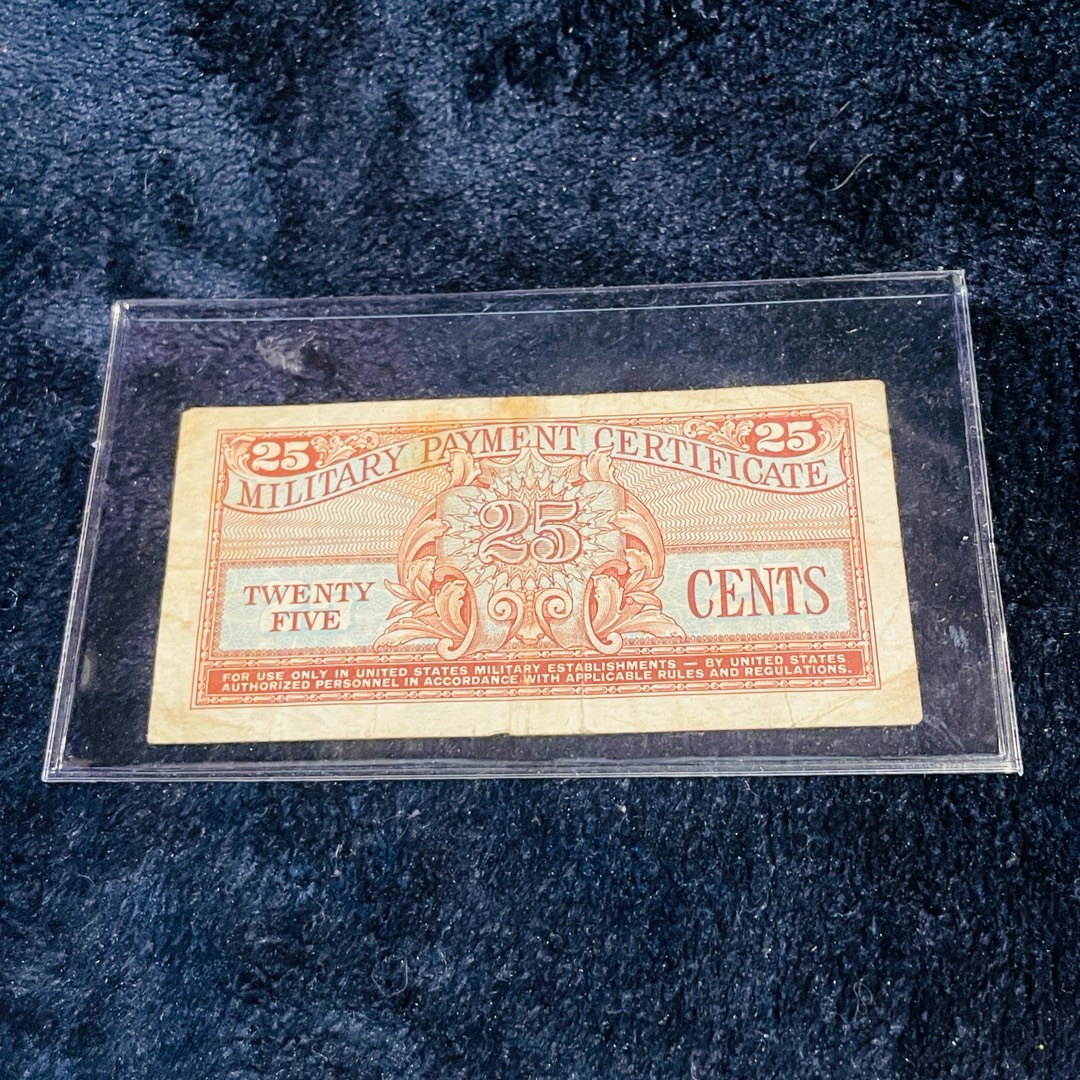 25 25
MILITARY PAYMENT CERTIFICATE
25
TWENTY
FIVE
CENTS
FOR USE ONLY IN UNITED STATES MILITARY ESTABLISHMENTS — BY UNITED STATES
AUTHORIZED PERSONNEL IN ACCORDANCE WITH APPLICABLE RULES AND REGULATIONS.